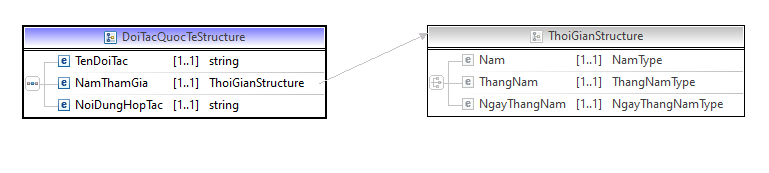 DoiTacQuocTeStructure
TenDoiTac [1..1] string
NamThamGia [1..1] ThoiGianStructure
NoiDungHopTac [1..1] string
ThoiGianStructure
Nam [1..1] NamType
ThangNam [1..1] ThangNamType
NgayThangNam [1..1] NgayThangNamType